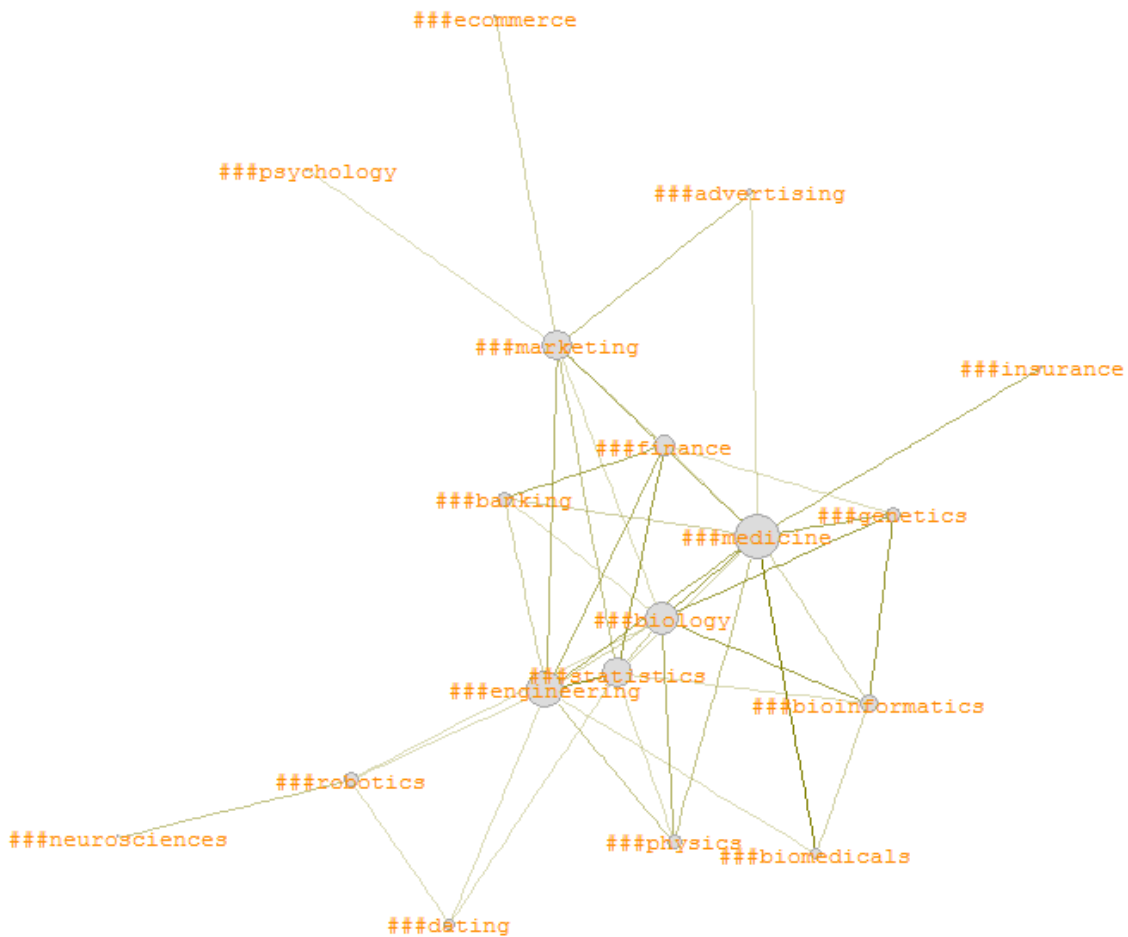 ###ecommerce
###psychology
###advertising
###marketing
###insurance
###finance
###banking
###genetics
###medicine
###biology
###statistics
###engineering
###bioinformatics
###robotics
###neurosciences
###physics
###biomedicals
###dating